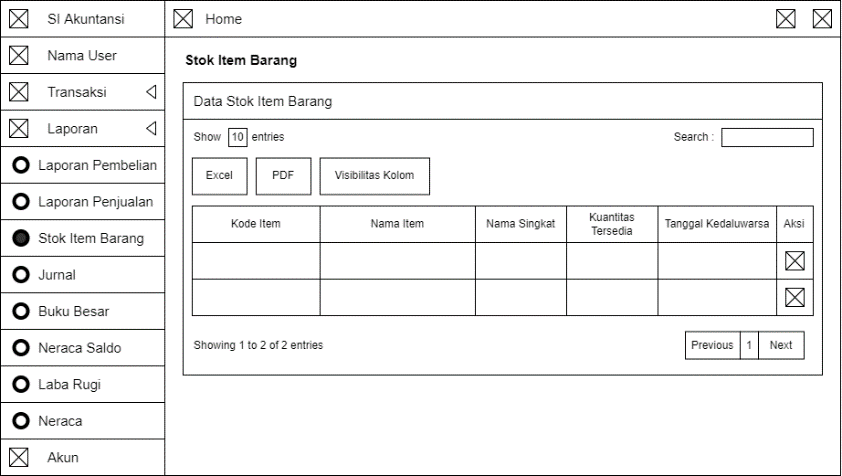 SI Akuntansi
Home
Nama User
Transaksi
Laporan
Laporan Pembelian
Laporan Penjualan
Stok Item Barang
Jurnal
Buku Besar
Neraca Saldo
Laba Rugi
Neraca
Akun
Stok Item Barang
Data Stok Item Barang
Show 10 entries
Search :
Excel PDF Visibilitas Kolom
Kode Item Nama Item Nama Singkat Kuantitas Tersedia Tanggal Kedaluwarsa Aksi
Showing 1 to 2 of 2 entries
Previous 1 Next